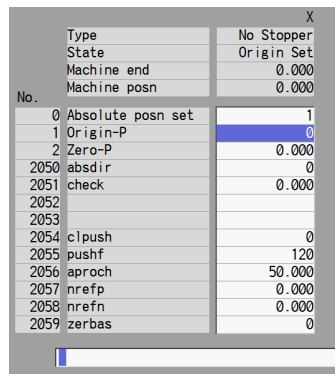 X
Type No Stopper
State Origin Set
Machine end 0.000
Machine posn 0.000
No.
0 Absolute posn set 1
1 Origin-P 0
2 Zero-P 0.000
2050 absdir 0
2051 check 0.000
2052
2053
2054 clpush 0
2055 pushf 120
2056 aproch 50.000
2057 nrefp 0.000
2058 nrefn 0.000
2059 zerbas 0